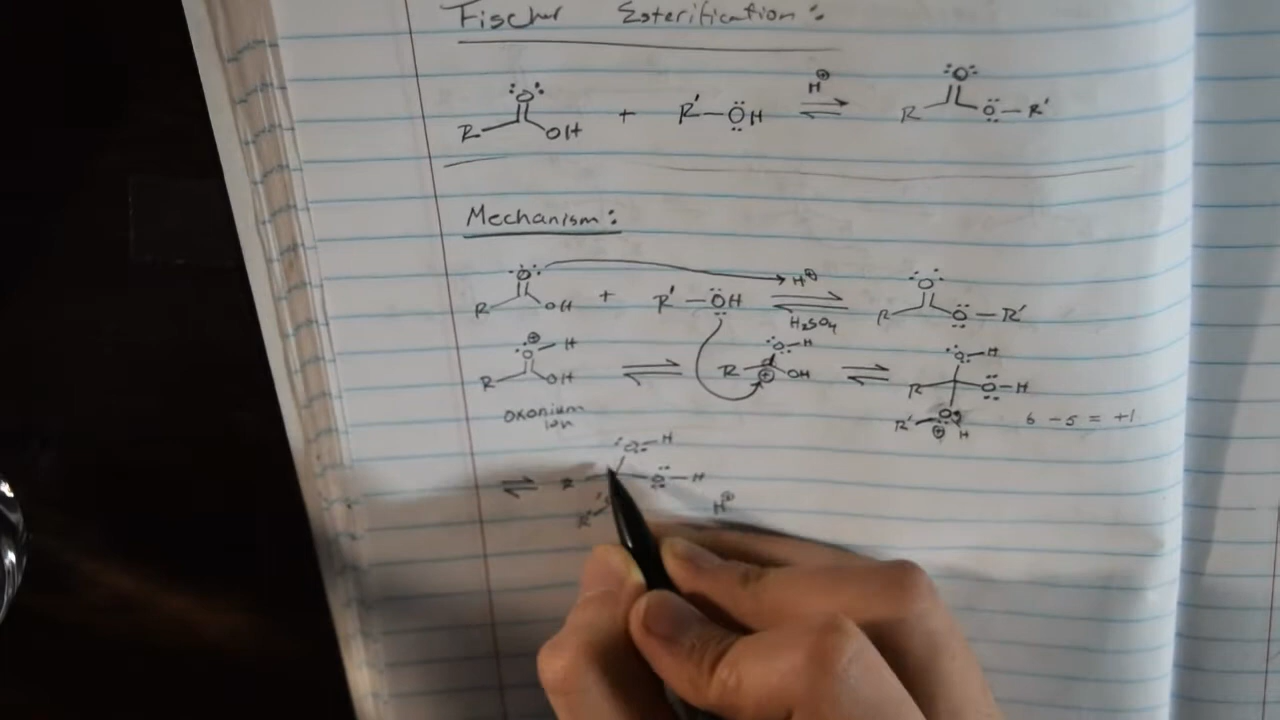 Fischer Esterification:
O
R OH + R'—OH ⇌ H⊕ O R O—R'
Mechanism:
O R OH + R'—OH ⇌ H⊕ H₂SO₄ O R O—R'
⊕ O—H R OH ⇌ O—H R ⊕ OH ⇌ O—H R O—H R' O ⊕ H 6 - 5 = +1
oxonium
ion
⇌ R O—H O—H R' H⊕